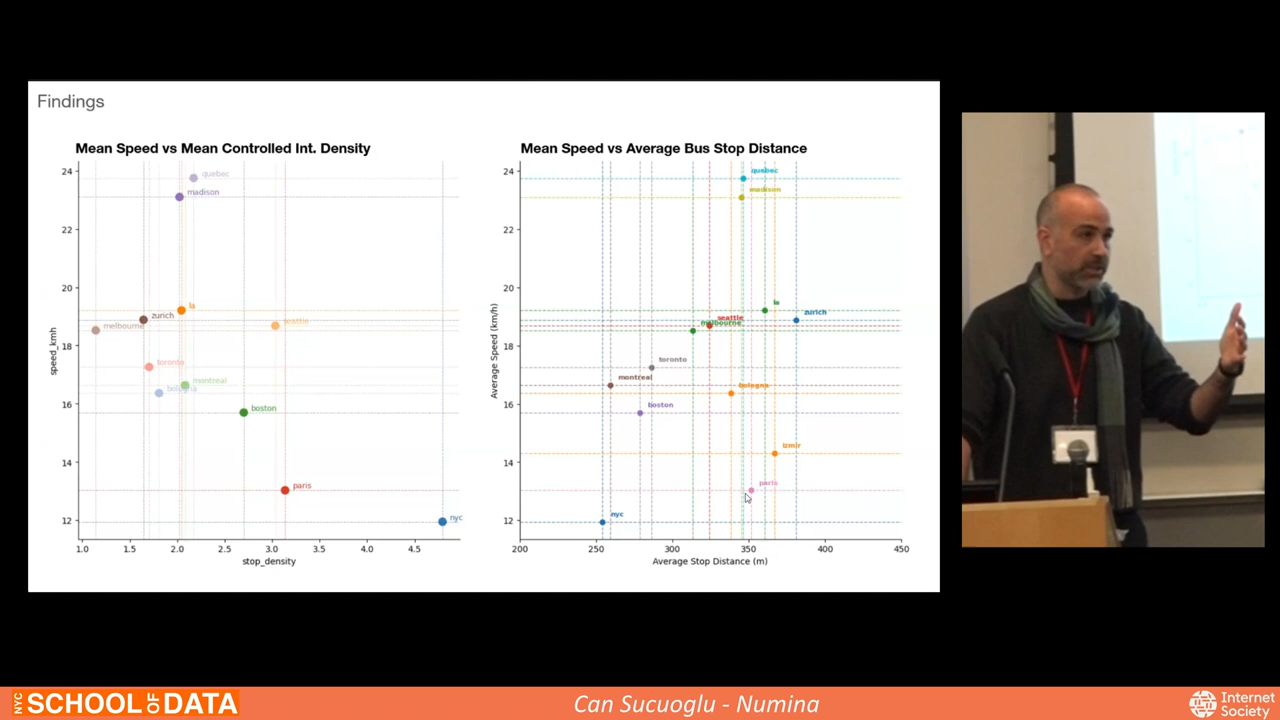 Findings
Mean Speed vs Mean Controlled Int. Density
24
22
20
18
16
14
12
speed_kmh
quebec
madison
la
zurich
melbourne
seattle
toronto
montreal
bologna
boston
paris
nyc
1.0 1.5 2.0 2.5 3.0 3.5 4.0 4.5
stop_density
Mean Speed vs Average Bus Stop Distance
24
22
20
18
16
14
12
Average Speed (km/h)
quebec
madison
la
zurich
seattle
melbourne
toronto
montreal
bologna
boston
izmir
paris
nyc
200 250 300 350 400 450
Average Stop Distance (m)
NYC SCHOOL OF DATA
Can Sucuoglu - Numina
Internet
Society